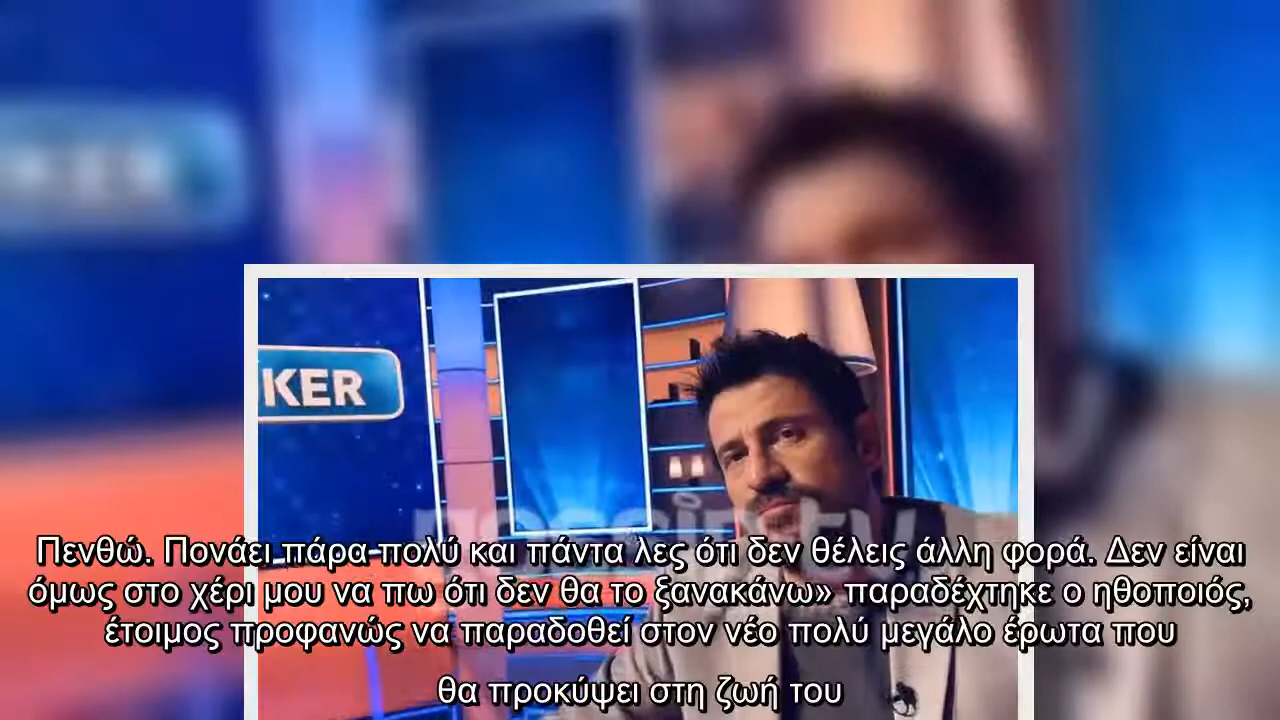 KER
Πενθώ. Πονάει πάρα πολύ και πάντα λες ότι δεν θέλεις άλλη φορά. Δεν είναι
όμως στο χέρι μου να πω ότι δεν θα το ξανακάνω» παραδέχτηκε ο ηθοποιός,
έτοιμος προφανώς να παραδοθεί στον νέο πολύ μεγάλο έρωτα που
θα προκύψει στη ζωή του